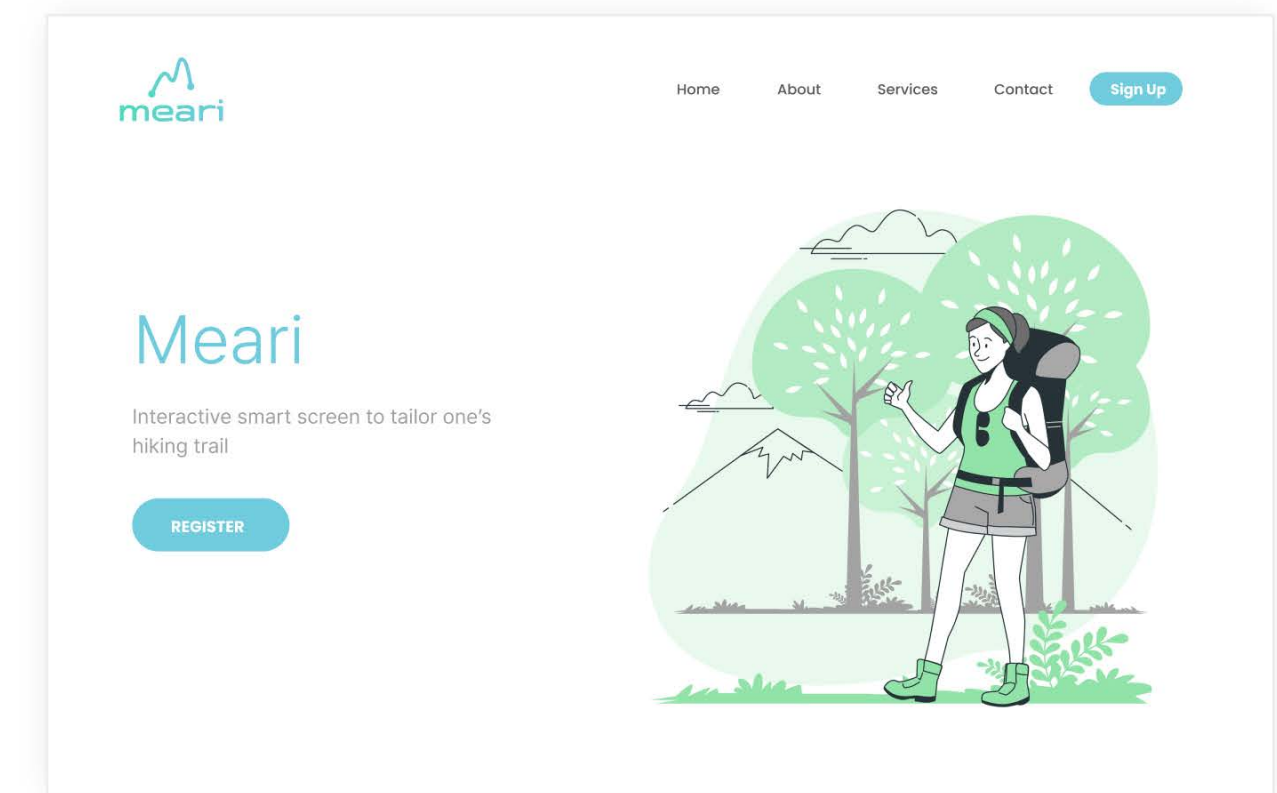 meari
Home
About
Services
Contact
Sign Up
Meari
Interactive smart screen to tailor one’s
hiking trail
REGISTER